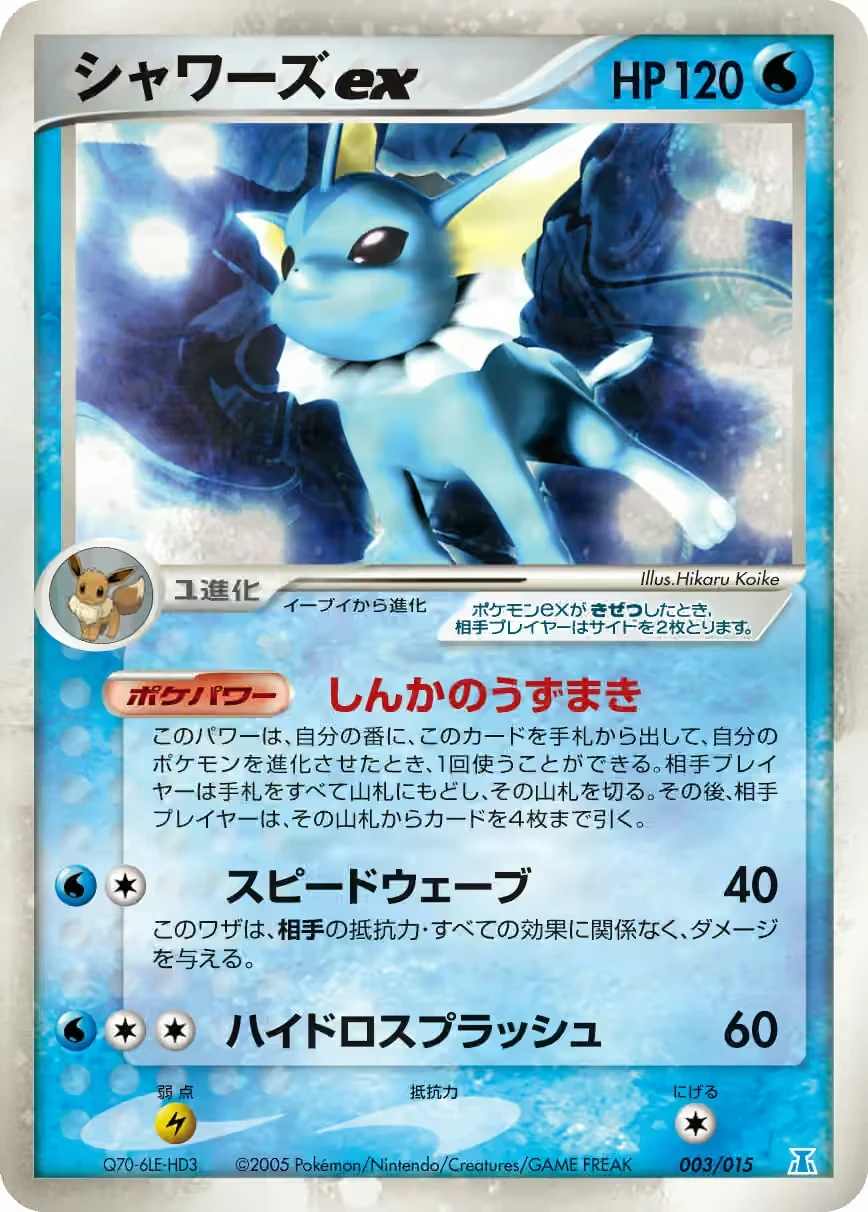 シャワーズex HP120
1進化
Illus.Hikaru Koike
イーブイから進化
ポケモンexがきぜつしたとき、
相手プレイヤーはサイドを2枚とります。
ポケパワー しんかのうずまき
このパワーは、自分の番に、このカードを手札から出して、自分の
ポケモンを進化させたとき、1回使うことができる。相手プレイ
ヤーは手札をすべて山札にもどし、その山札を切る。その後、相手
プレイヤーは、その山札からカードを4枚まで引く。
スピードウェーブ 40
このワザは、相手の抵抗力・すべての効果に関係なく、ダメージ
を与える。
ハイドロスプラッシュ 60
弱点 抵抗力 にげる
Q70-6LE-HD3 ©2005 Pokémon/Nintendo/Creatures/GAME FREAK 003/015